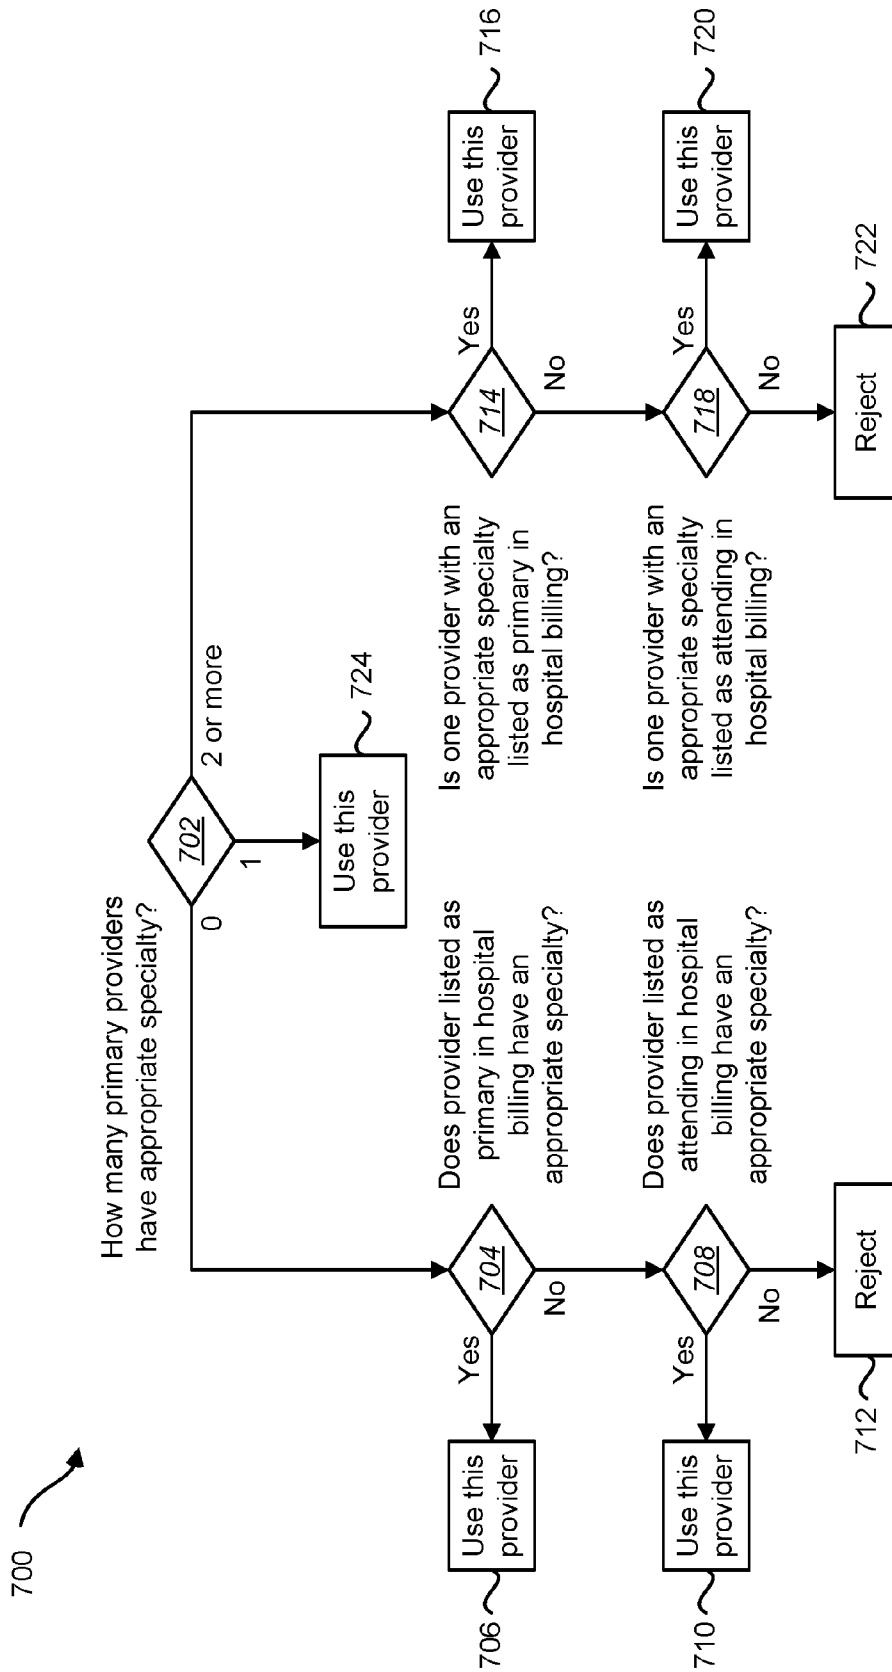 700
How many primary providers
have appropriate specialty?
702
0
1
2 or more
Use this
provider
724
Does provider listed as
primary in hospital
billing have an
appropriate specialty?
704
Yes
No
Use this
provider
706
Is one provider with an
appropriate specialty
listed as primary in
hospital billing?
714
Yes
No
Use this
provider
716
Does provider listed as
attending in hospital
billing have an
appropriate specialty?
708
Yes
No
Use this
provider
710
Is one provider with an
appropriate specialty
listed as attending in
hospital billing?
718
Yes
No
Use this
provider
720
Reject
712
Reject
722